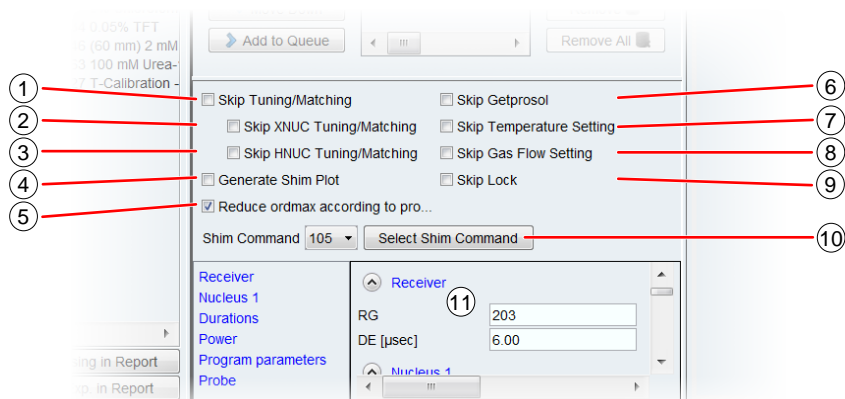 0.05% TFT
(60 mm) 2 mM
100 mM Urea-
T-Calibration -
Add to Queue
Remove All
1 Skip Tuning/Matching Skip Getprosol 6
2 Skip XNUC Tuning/Matching Skip Temperature Setting 7
3 Skip HNUC Tuning/Matching Skip Gas Flow Setting 8
4 Generate Shim Plot Skip Lock 9
5 Reduce ordmax according to pro...
Shim Command 105 Select Shim Command 10
Receiver
Nucleus 1
Durations
Power
Program parameters
Probe
Receiver
11
RG 203
DE [µsec] 6.00
Nucleus 1
in Report
in Report